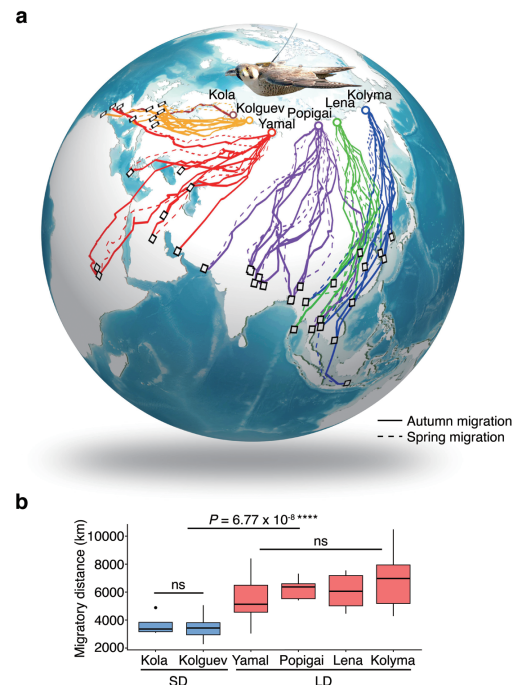 a
Kola
Kolguev
Yamal
Popigai
Lena
Kolyma
Autumn migration
Spring migration
b
P = 6.77 x 10-8 ****
ns
ns
Migratory distance (km)
10000
8000
6000
4000
2000
Kola Kolguev Yamal Popigai Lena Kolyma
SD LD